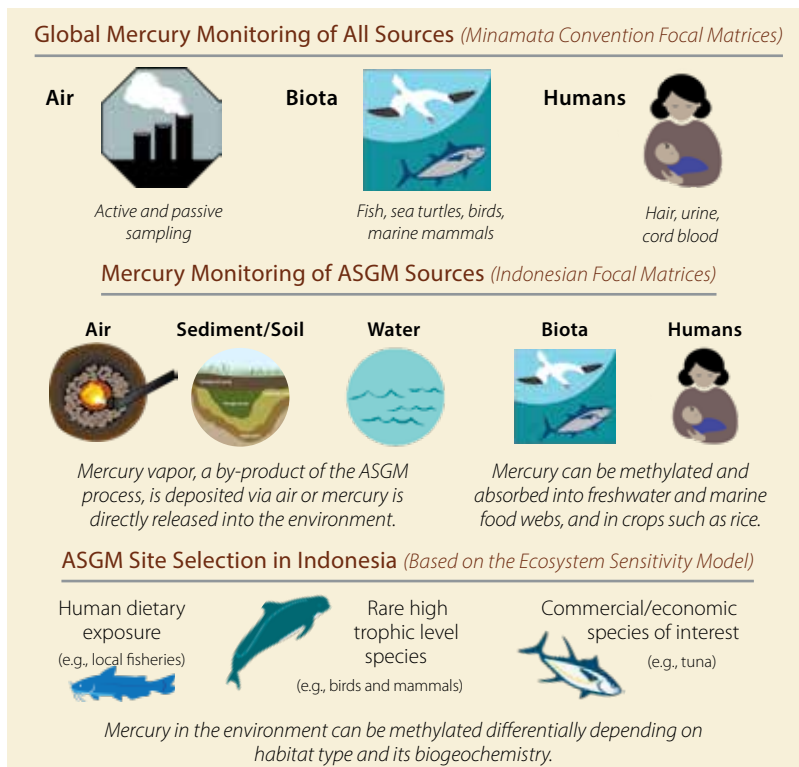 Global Mercury Monitoring of All Sources (Minamata Convention Focal Matrices)
Air
Biota
Humans
Active and passive
sampling
Fish, sea turtles, birds,
marine mammals
Hair, urine,
cord blood
Mercury Monitoring of ASGM Sources (Indonesian Focal Matrices)
Air
Sediment/Soil
Water
Biota
Humans
Mercury vapor, a by-product of the ASGM
process, is deposited via air or mercury is
directly released into the environment.
Mercury can be methylated and
absorbed into freshwater and marine
food webs, and in crops such as rice.
ASGM Site Selection in Indonesia (Based on the Ecosystem Sensitivity Model)
Human dietary
exposure
(e.g., local fisheries)
Rare high
trophic level
species
(e.g., birds and mammals)
Commercial/economic
species of interest
(e.g., tuna)
Mercury in the environment can be methylated differentially depending on
habitat type and its biogeochemistry.